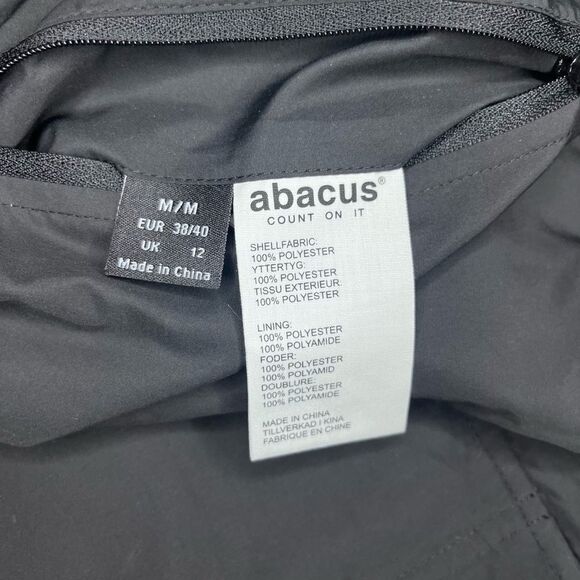 M/M
EUR 38/40
UK 12
Made in China
abacus®
COUNT ON IT
SHELLFABRIC:
100% POLYESTER
YTTERTYG:
100% POLYESTER
TISSU EXTERIEUR:
100% POLYESTER
LINING:
100% POLYESTER
100% POLYAMIDE
FODER:
100% POLYESTER
100% POLYAMID
DOUBLURE:
100% POLYESTER
100% POLYAMIDE
MADE IN CHINA
TILLVERKAD I KINA
FABRIQUE EN CHINE